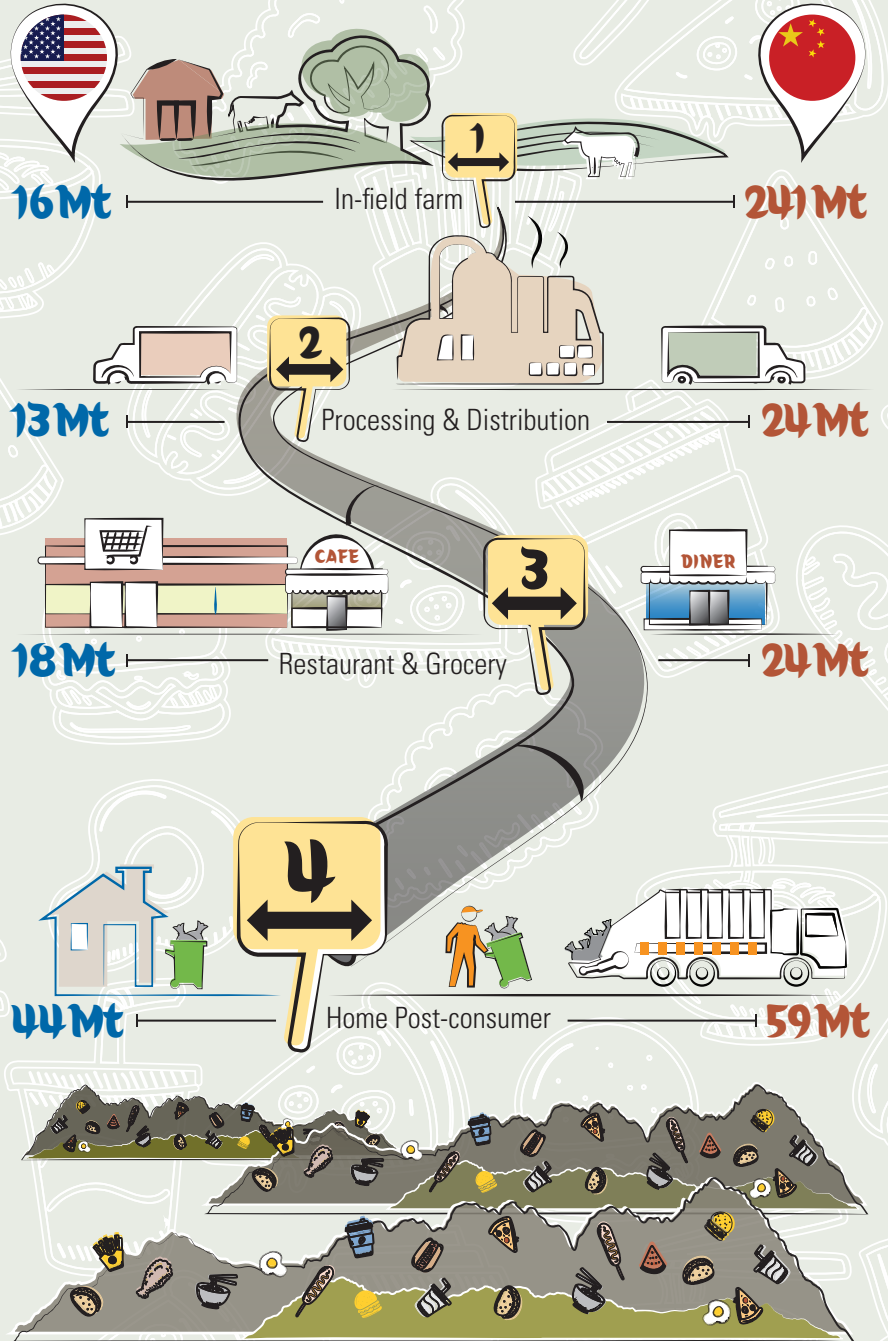 1
16 Mt In-field farm 241 Mt
2
13 Mt Processing & Distribution 24 Mt
CAFE
DINER
3
18 Mt Restaurant & Grocery 24 Mt
4
44 Mt Home Post-consumer 59 Mt